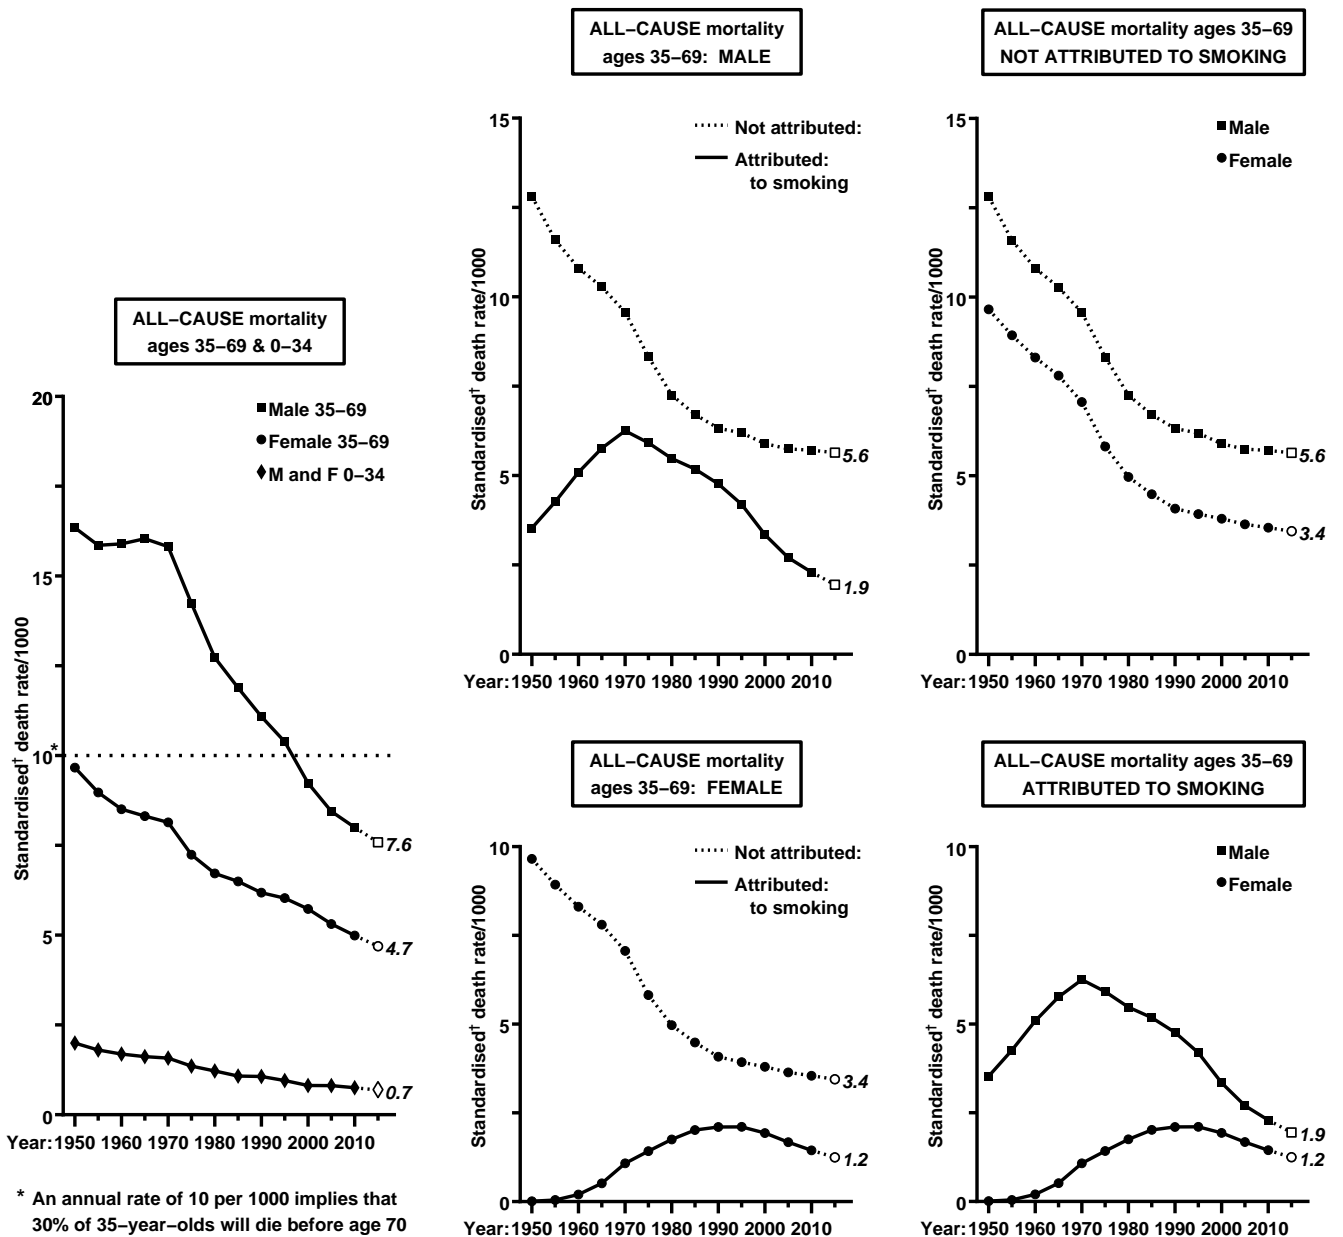 ALL−CAUSE mortality
ages 35−69 & 0−34
Male 35−69
Female 35−69
M and F 0−34
Standardised† death rate/1000
20
15
10*
5
0
7.6
4.7
0.7
Year: 1950 1960 1970 1980 1990 2000 2010
* An annual rate of 10 per 1000 implies that
30% of 35−year−olds will die before age 70
ALL−CAUSE mortality
ages 35−69: MALE
Not attributed:
Attributed:
to smoking
Standardised† death rate/1000
15
10
5
0
5.6
1.9
Year: 1950 1960 1970 1980 1990 2000 2010
ALL−CAUSE mortality ages 35−69
NOT ATTRIBUTED TO SMOKING
Male
Female
Standardised† death rate/1000
15
10
5
0
5.6
3.4
Year: 1950 1960 1970 1980 1990 2000 2010
ALL−CAUSE mortality
ages 35−69: FEMALE
Not attributed:
Attributed:
to smoking
Standardised† death rate/1000
10
5
0
3.4
1.2
Year: 1950 1960 1970 1980 1990 2000 2010
ALL−CAUSE mortality ages 35−69
ATTRIBUTED TO SMOKING
Male
Female
Standardised† death rate/1000
10
5
0
1.9
1.2
Year: 1950 1960 1970 1980 1990 2000 2010